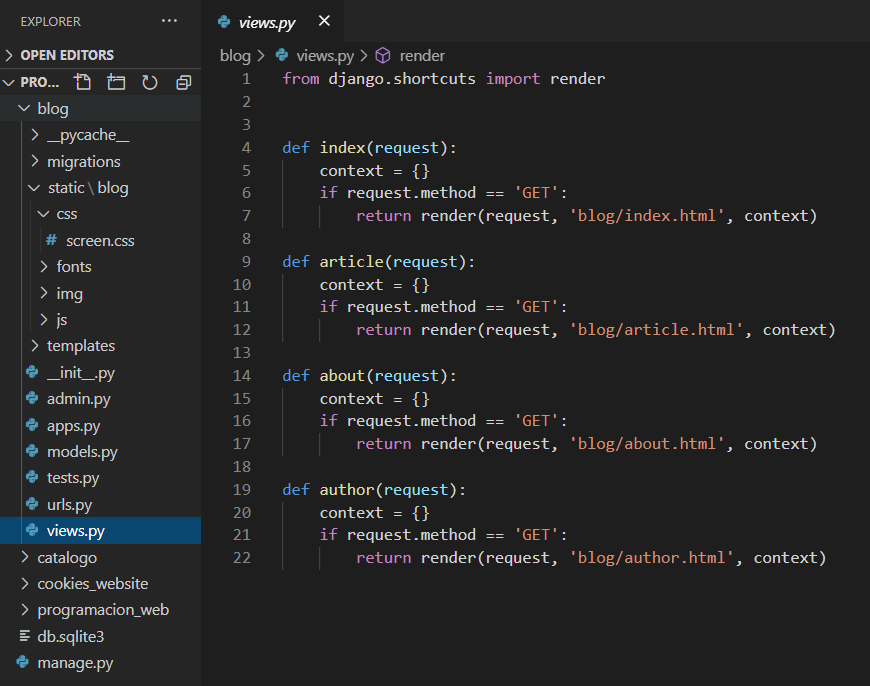 EXPLORER
OPEN EDITORS
PRO...
blog
__pycache__
migrations
static\blog
css
# screen.css
fonts
img
js
templates
__init__.py
admin.py
apps.py
models.py
tests.py
urls.py
views.py
catalogo
cookies_website
programacion_web
db.sqlite3
manage.py
views.py
blog > views.py > render
1 from django.shortcuts import render
2
3
4 def index(request):
5     context = {}
6     if request.method == 'GET':
7         return render(request, 'blog/index.html', context)
8
9 def article(request):
10     context = {}
11     if request.method == 'GET':
12         return render(request, 'blog/article.html', context)
13
14 def about(request):
15     context = {}
16     if request.method == 'GET':
17         return render(request, 'blog/about.html', context)
18
19 def author(request):
20     context = {}
21     if request.method == 'GET':
22         return render(request, 'blog/author.html', context)